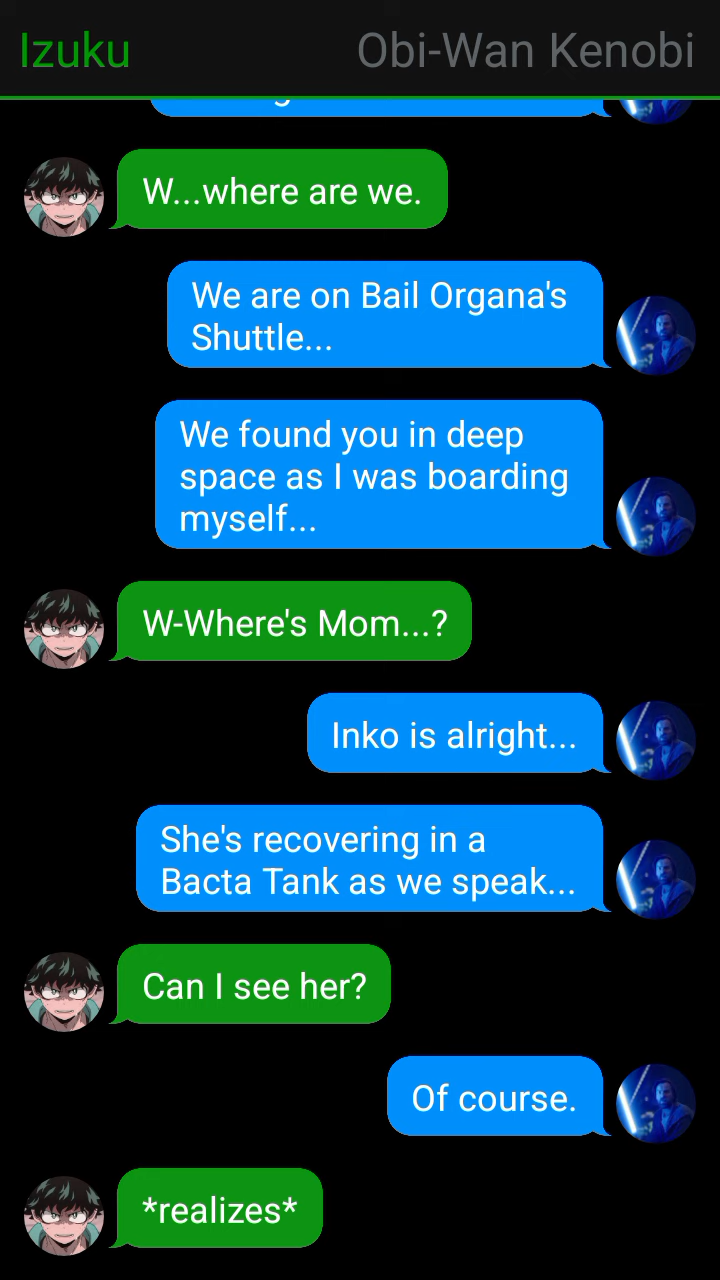 Izuku
Obi-Wan Kenobi
W...where are we.
We are on Bail Organa's
Shuttle...
We found you in deep
space as I was boarding
myself...
W-Where's Mom...?
Inko is alright...
She's recovering in a
Bacta Tank as we speak...
Can I see her?
Of course.
*realizes*